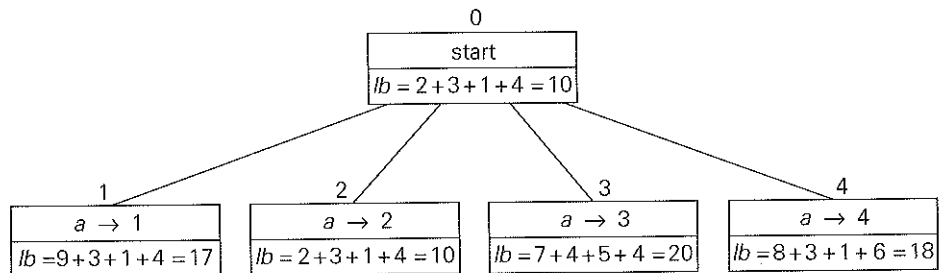 0
start
lb = 2+3+1+4 = 10
1
2
3
4
a → 1
a → 2
a → 3
a → 4
lb = 9+3+1+4 = 17
lb = 2+3+1+4 = 10
lb = 7+4+5+4 = 20
lb = 8+3+1+6 = 18